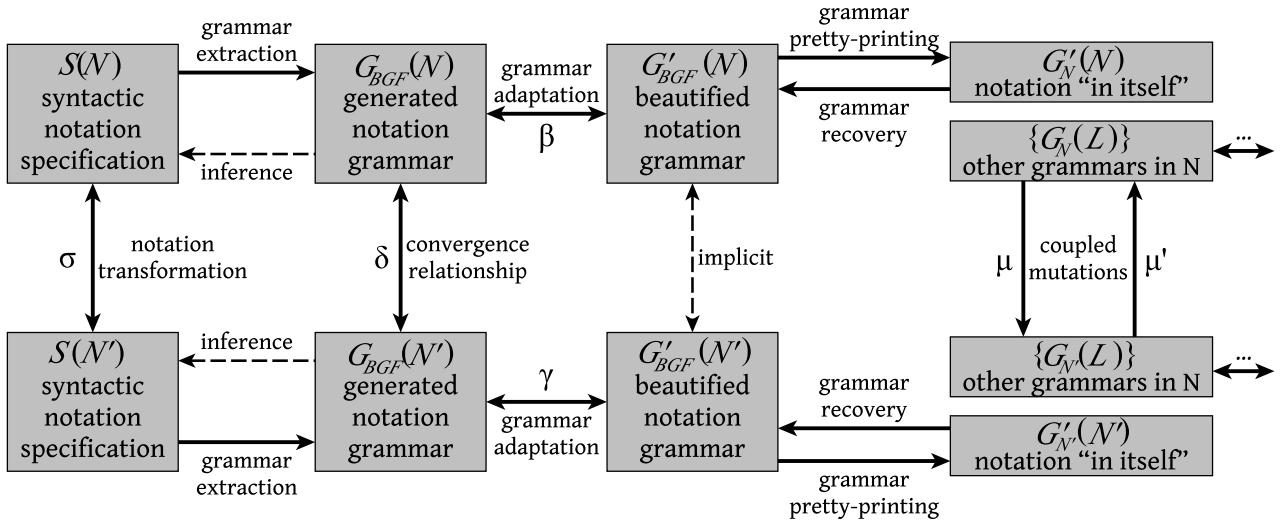 grammar
extraction
S(N)
syntactic
notation
specification
inference
G_BGF(N)
generated
notation
grammar
grammar
adaptation
β
G′_BGF(N)
beautified
notation
grammar
grammar
pretty-printing
grammar
recovery
G′_N(N)
notation “in itself”
{G_N(L)}
other grammars in N
...
σ
notation
transformation
δ
convergence
relationship
implicit
μ
coupled
mutations
μ'
S(N′)
syntactic
notation
specification
inference
grammar
extraction
G_BGF(N′)
generated
notation
grammar
γ
grammar
adaptation
G′_BGF(N′)
beautified
notation
grammar
grammar
recovery
grammar
pretty-printing
{G_N′(L)}
other grammars in N
...
G′_N′(N′)
notation “in itself”